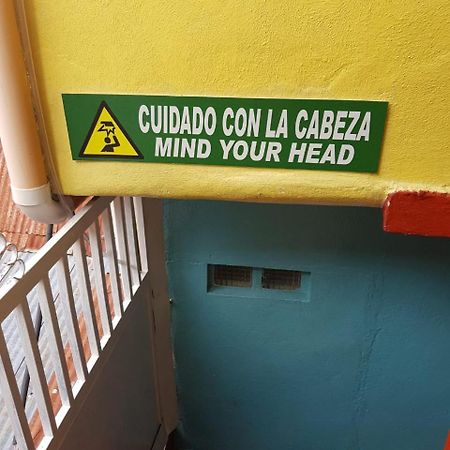 CUIDADO CON LA CABEZA
MIND YOUR HEAD